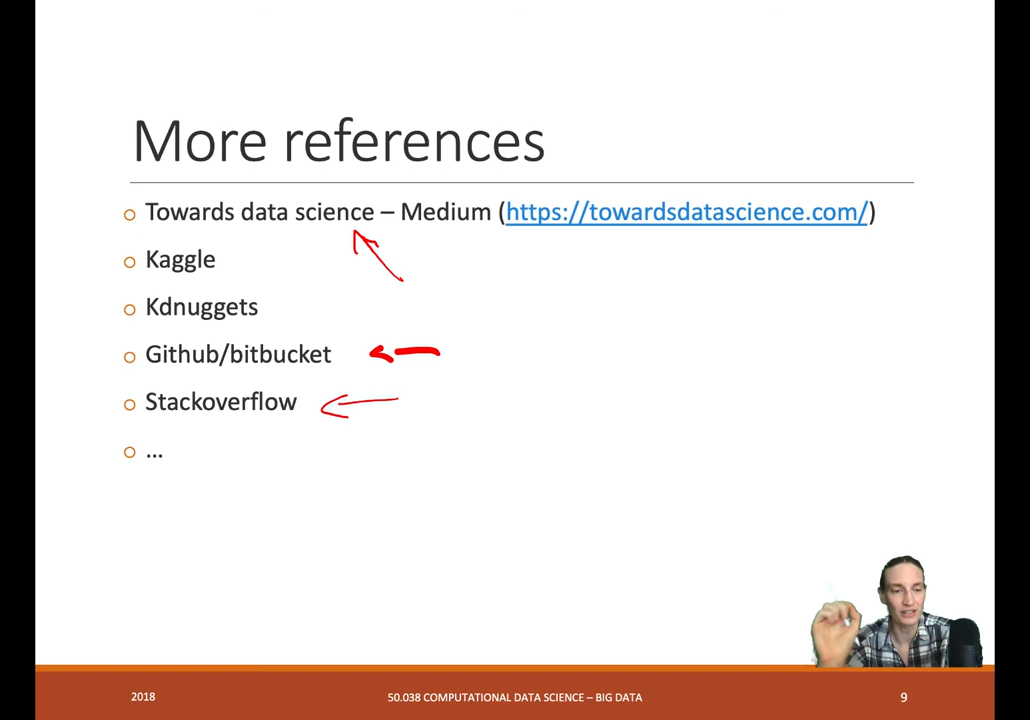 More references
Towards data science – Medium (https://towardsdatascience.com/)
Kaggle
Kdnuggets
Github/bitbucket
Stackoverflow
...
2018
50.038 COMPUTATIONAL DATA SCIENCE – BIG DATA
9